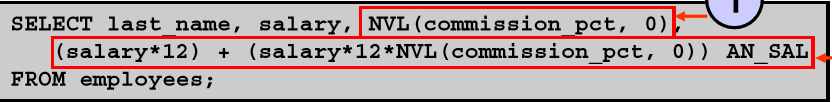 SELECT last_name, salary, NVL(commission_pct, 0),
(salary*12) + (salary*12*NVL(commission_pct, 0)) AN_SAL
FROM employees;